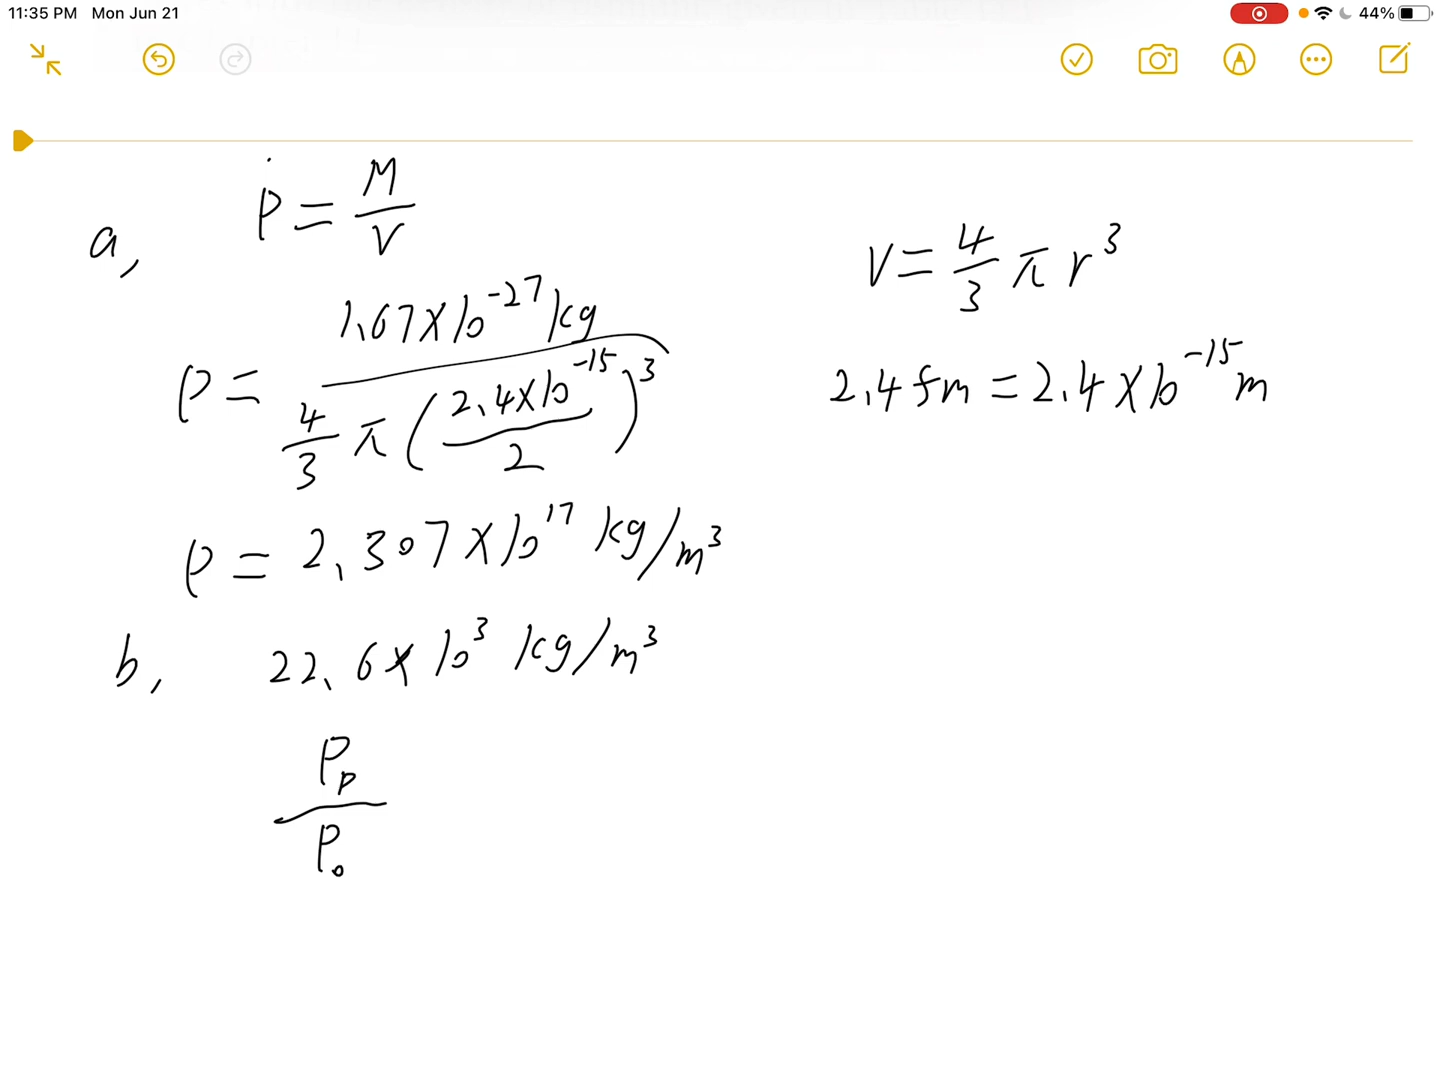 11:35 PM Mon Jun 21
44%
a,
ρ = M/V
V = 4/3 π r³
ρ = 1.67×10⁻²⁷ kg / 4/3 π (2.4×10⁻¹⁵/2)³
2.4 fm = 2.4 × 10⁻¹⁵ m
ρ = 2.307 × 10¹⁷ kg/m³
b, 22.6 × 10³ kg/m³
ρₚ/ρ₀